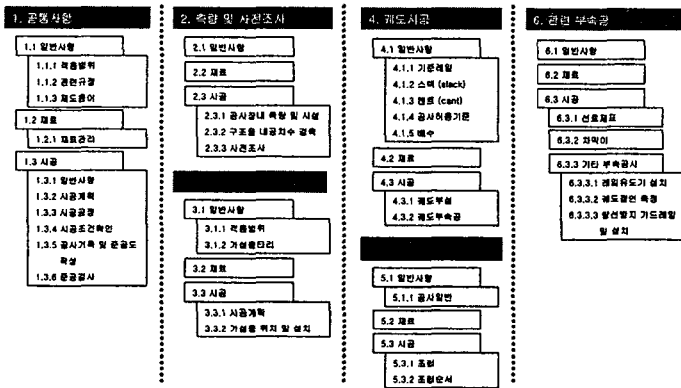 1. 공통사항
1.1 일반사항
1.1.1 적용범위
1.1.2 관련규정
1.1.3 제도용어
1.2 재료
1.2.1 재료관리
1.3 시공
1.3.1 일반사항
1.3.2 시공계획
1.3.3 시공공정
1.3.4 시공조건확인
1.3.5 공사기록 및 준공도
작성
1.3.6 준공검사
2. 측량 및 사전조사
2.1 일반사항
2.2 재료
2.3 시공
2.3.1 공사장내 측량 및 시설
2.3.2 구조물 내공치수 검측
2.3.3 사전조사
3.1 일반사항
3.1.1 적용범위
3.1.2 가설울타리
3.2 재료
3.3 시공
3.3.1 시공계획
3.3.2 가설물 위치 및 설치
4. 궤도시공
4.1 일반사항
4.1.1 기준레일
4.1.2 스랙 (slack)
4.1.3 캔트 (cant)
4.1.4 공사허용기준
4.1.5 배수
4.2 재료
4.3 시공
4.3.1 궤도부설
4.3.2 궤도부속공
5.1 일반사항
5.1.1 공사일반
5.2 재료
5.3 시공
5.3.1 조립
5.3.2 조립순서
6. 관련 부속공
6.1 일반사항
6.2 재료
6.3 시공
6.3.1 선로제표
6.3.2 차막이
6.3.3 기타 부속공사
6.3.3.1 레일유도기 설치
6.3.3.2 궤도절연 측정
6.3.3.3 탈선방지 가드레일
및 설치